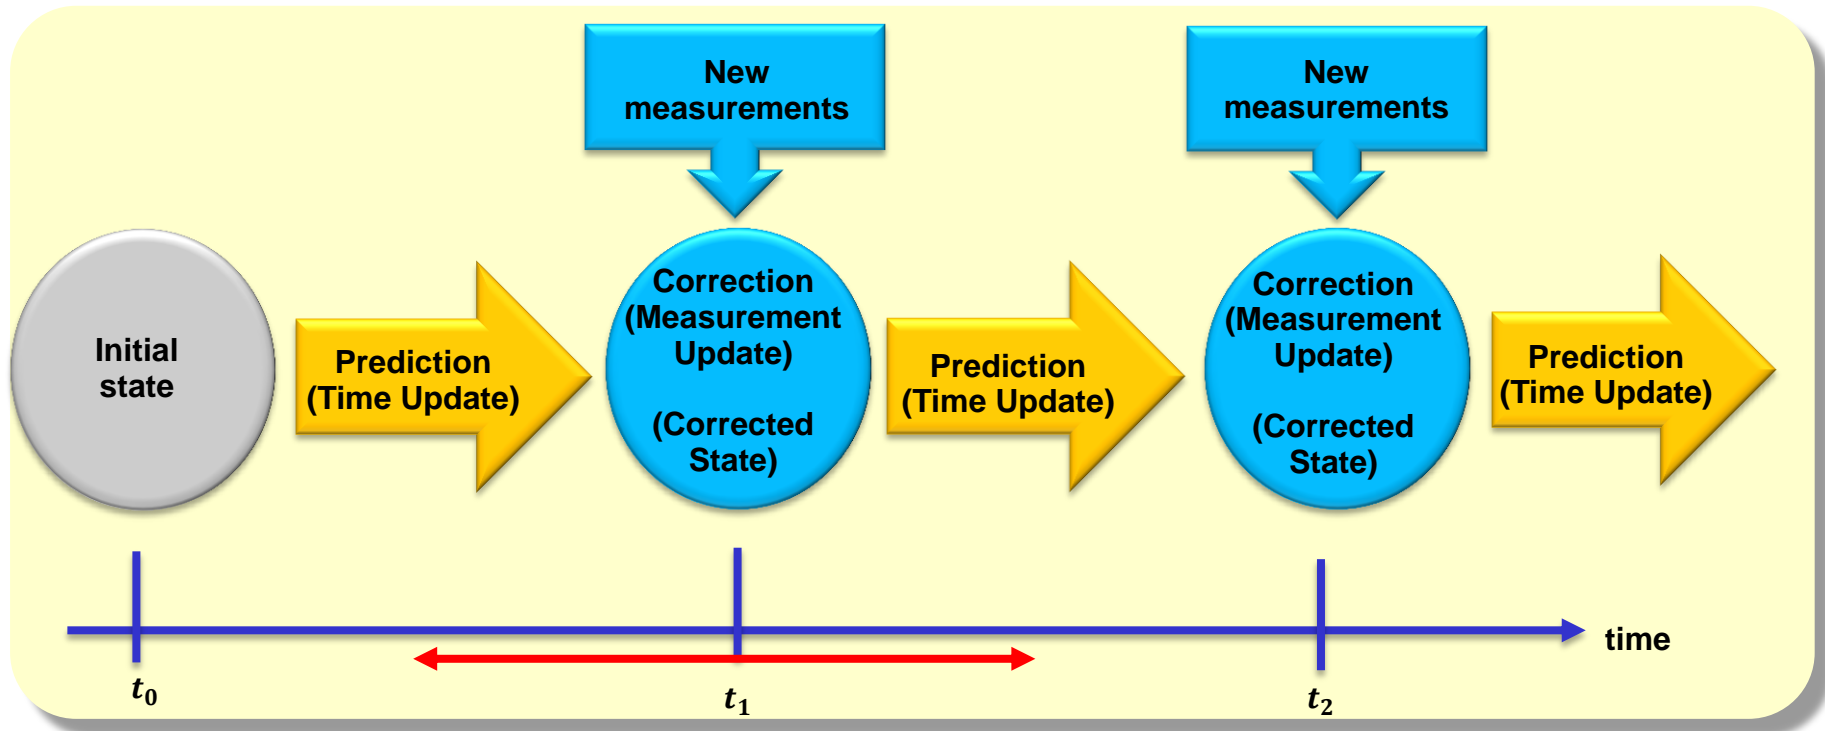 New
measurements
New
measurements
Initial
state
Prediction
(Time Update)
Correction
(Measurement
Update)
(Corrected
State)
Prediction
(Time Update)
Correction
(Measurement
Update)
(Corrected
State)
Prediction
(Time Update)
time
t₀
t₁
t₂